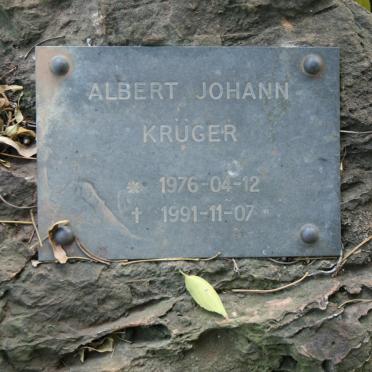 ALBERT JOHANN
KRÜGER
* 1976-04-12
† 1991-11-07